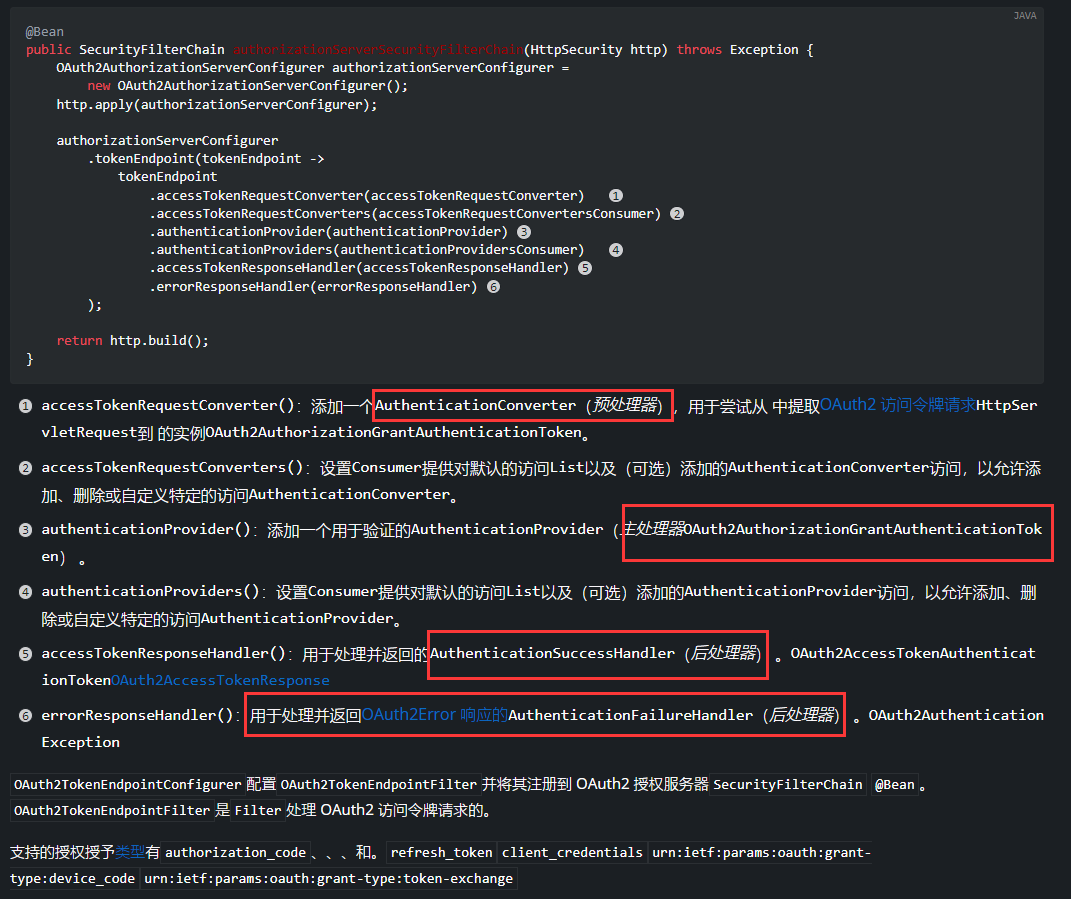 JAVA
@Bean
public SecurityFilterChain authorizationServerSecurityFilterChain(HttpSecurity http) throws Exception {
    OAuth2AuthorizationServerConfigurer authorizationServerConfigurer =
        new OAuth2AuthorizationServerConfigurer();
    http.apply(authorizationServerConfigurer);
    authorizationServerConfigurer
        .tokenEndpoint(tokenEndpoint ->
            tokenEndpoint
                .accessTokenRequestConverter(accessTokenRequestConverter) ①
                .accessTokenRequestConverters(accessTokenRequestConvertersConsumer) ②
                .authenticationProvider(authenticationProvider) ③
                .authenticationProviders(authenticationProvidersConsumer) ④
                .accessTokenResponseHandler(accessTokenResponseHandler) ⑤
                .errorResponseHandler(errorResponseHandler) ⑥
        );
    return http.build();
}
① accessTokenRequestConverter()：添加一个AuthenticationConverter（预处理器），用于尝试从 中提取OAuth2 访问令牌请求HttpSer
vletRequest到 的实例OAuth2AuthorizationGrantAuthenticationToken。
② accessTokenRequestConverters()：设置Consumer提供对默认的访问List以及（可选）添加的AuthenticationConverter访问，以允许添
加、删除或自定义特定的访问AuthenticationConverter。
③ authenticationProvider()：添加一个用于验证的AuthenticationProvider（主处理器OAuth2AuthorizationGrantAuthenticationTok
en）。
④ authenticationProviders()：设置Consumer提供对默认的访问List以及（可选）添加的AuthenticationProvider访问，以允许添加、删
除或自定义特定的访问AuthenticationProvider。
⑤ accessTokenResponseHandler()：用于处理并返回的AuthenticationSuccessHandler（后处理器）。OAuth2AccessTokenAuthenticat
ionTokenOAuth2AccessTokenResponse
⑥ errorResponseHandler()：用于处理并返回OAuth2Error 响应的AuthenticationFailureHandler（后处理器）。OAuth2Authentication
Exception
OAuth2TokenEndpointConfigurer 配置 OAuth2TokenEndpointFilter 并将其注册到 OAuth2 授权服务器 SecurityFilterChain @Bean 。
OAuth2TokenEndpointFilter 是 Filter 处理 OAuth2 访问令牌请求的。
支持的授权授予类型有 authorization_code 、、、和。 refresh_token client_credentials urn:ietf:params:oauth:grant-
type:device_code urn:ietf:params:oauth:grant-type:token-exchange